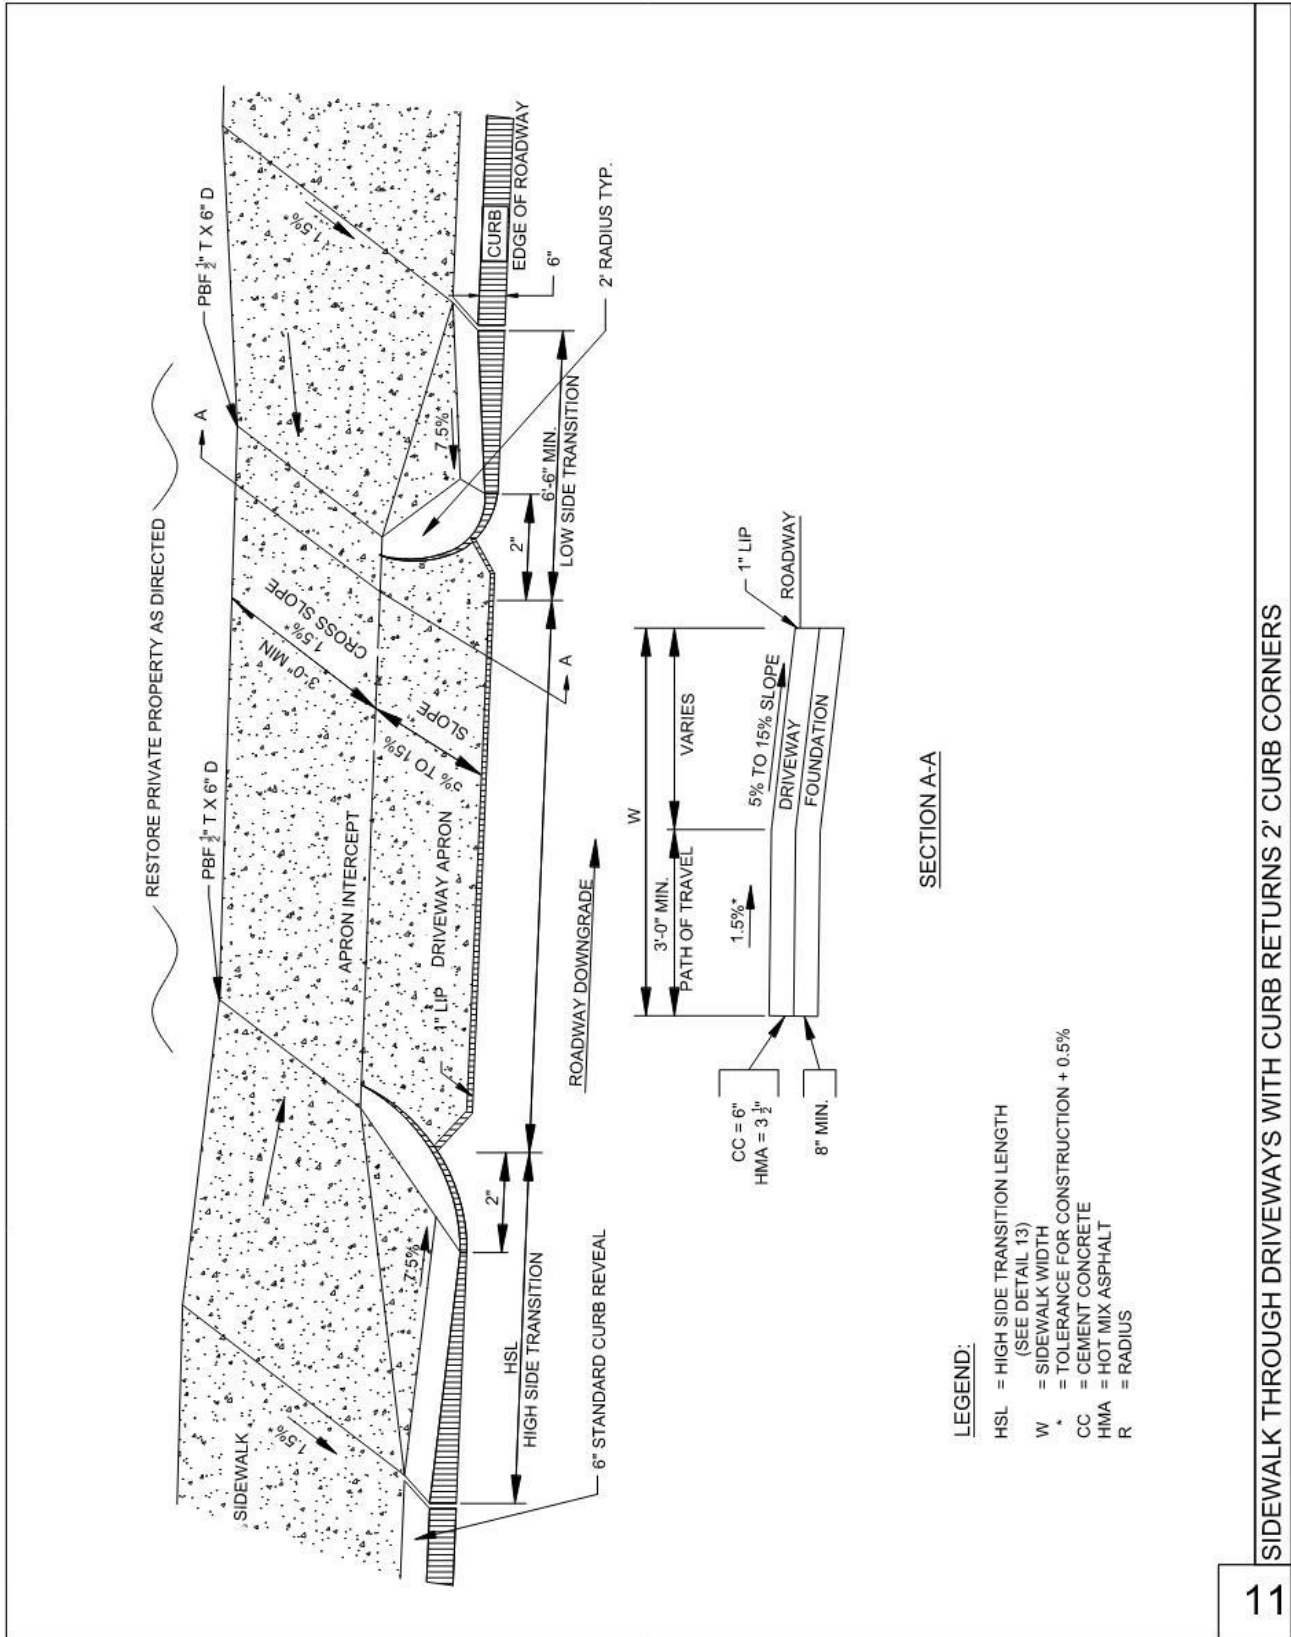 RESTORE PRIVATE PROPERTY AS DIRECTED
PBF 1/2" T X 6" D
PBF 1/2" T X 6" D
A
SIDEWALK
1.5%*
1.5%*
3'-0" MIN
1.5%*
CROSS SLOPE
APRON INTERCEPT
5% TO 15%
SLOPE
1" LIP
DRIVEWAY APRON
7.5%*
7.5%*
CURB
EDGE OF ROADWAY
6"
2"
2"
HSL
HIGH SIDE TRANSITION
6'-6" MIN.
LOW SIDE TRANSITION
A
6" STANDARD CURB REVEAL
2' RADIUS TYP.
ROADWAY DOWNGRADE
W
3'-0" MIN.
PATH OF TRAVEL
VARIES
1.5%*
5% TO 15% SLOPE
DRIVEWAY
FOUNDATION
1" LIP
ROADWAY
CC = 6"
HMA = 3 1/2"
8" MIN.
SECTION A-A
LEGEND:
HSL = HIGH SIDE TRANSITION LENGTH
(SEE DETAIL 13)
W = SIDEWALK WIDTH
* = TOLERANCE FOR CONSTRUCTION + 0.5%
CC = CEMENT CONCRETE
HMA = HOT MIX ASPHALT
R = RADIUS
11
SIDEWALK THROUGH DRIVEWAYS WITH CURB RETURNS 2' CURB CORNERS